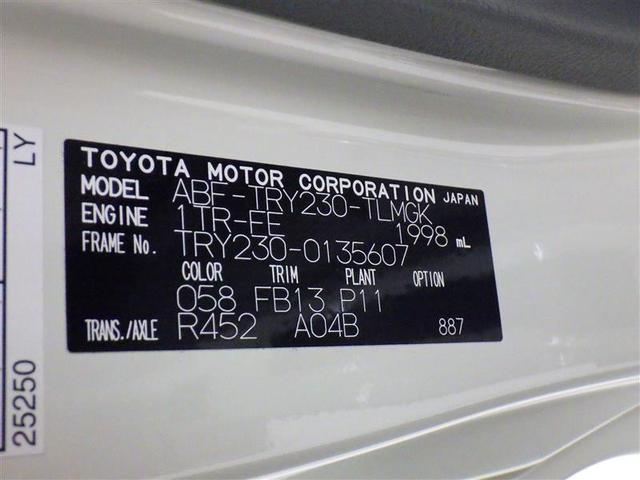 TOYOTA MOTOR CORPORATION JAPAN
MODEL ABF-TRY230-TLMGK
ENGINE 1TR-FE 1998 mL
FRAME No. TRY230-0135607
COLOR TRIM PLANT OPTION
058 FB13 P11
TRANS./AXLE R452 A04B 887
LY
25250